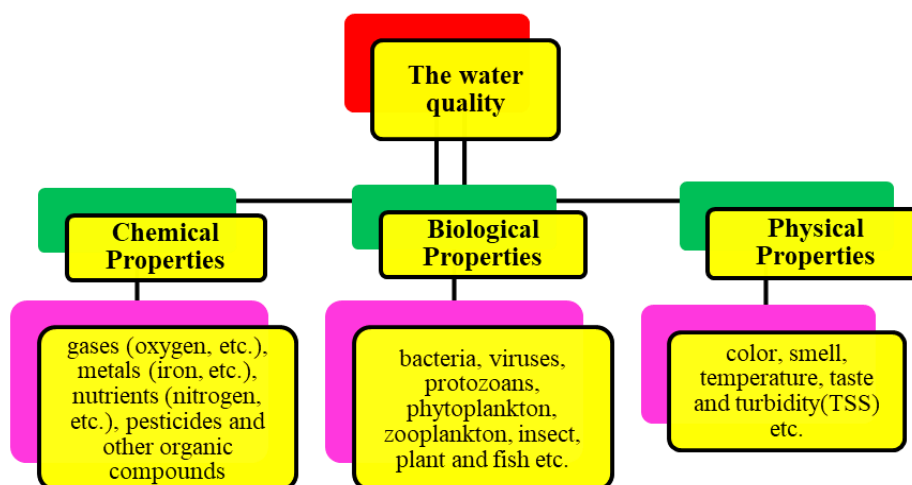 The water
quality
Chemical
Properties
Biological
Properties
Physical
Properties
gases (oxygen, etc.),
metals (iron, etc.),
nutrients (nitrogen,
etc.), pesticides and
other organic
compounds
bacteria, viruses,
protozoans,
phytoplankton,
zooplankton, insect,
plant and fish etc.
color, smell,
temperature, taste
and turbidity(TSS)
etc.